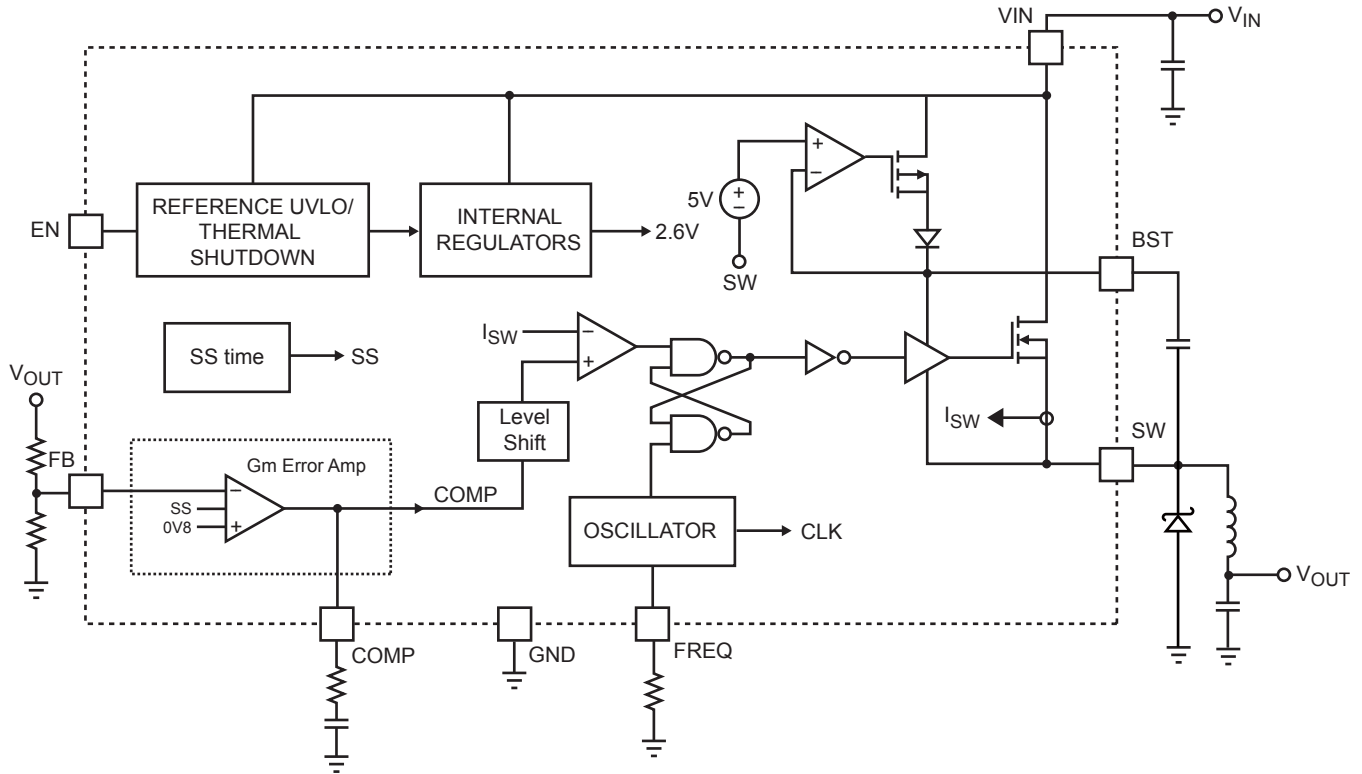 VIN
V_IN
EN
REFERENCE UVLO/
THERMAL
SHUTDOWN
INTERNAL
REGULATORS
2.6V
5V
+
−
+
−
SW
BST
SS time
SS
I_SW
−
+
Level
Shift
I_SW
SW
V_OUT
FB
Gm Error Amp
−
SS
0V8
+
COMP
OSCILLATOR
CLK
V_OUT
COMP
GND
FREQ